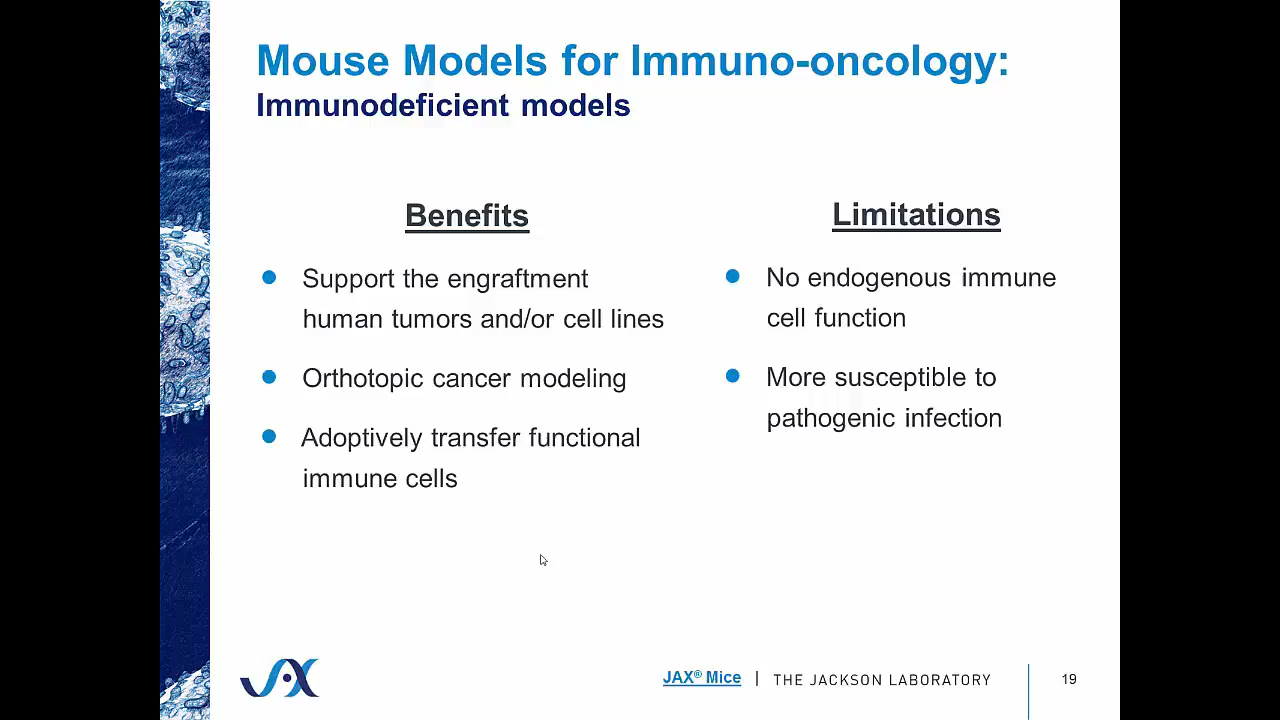 Mouse Models for Immuno-oncology:
Immunodeficient models
Benefits
Support the engraftment
human tumors and/or cell lines
Orthotopic cancer modeling
Adoptively transfer functional
immune cells
Limitations
No endogenous immune
cell function
More susceptible to
pathogenic infection
JAX
JAX® Mice | THE JACKSON LABORATORY 19